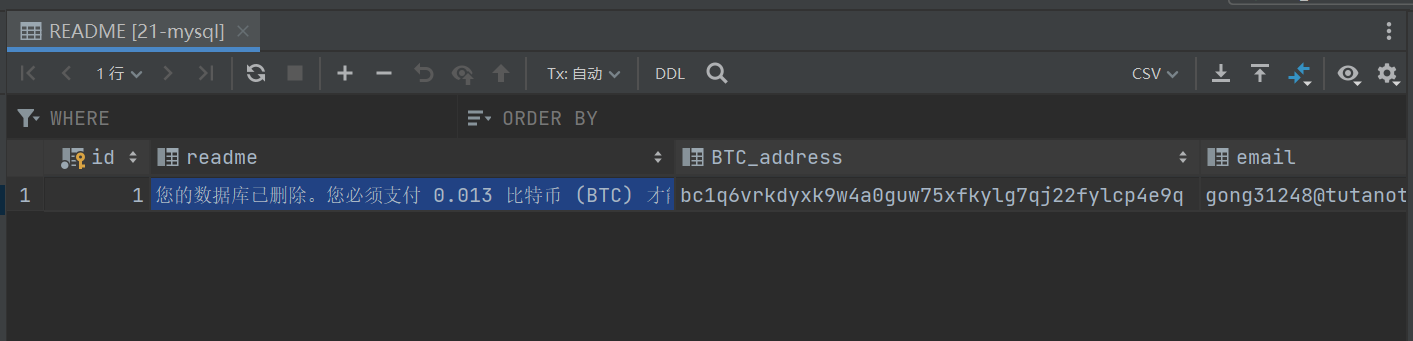 README [21-mysql]
1 行 Tx: 自动 DDL CSV
WHERE ORDER BY
id readme BTC_address email
1 1 您的数据库已删除。您必须支付 0.013 比特币 (BTC) 才 bc1q6vrkdyxk9w4a0guw75xfkylg7qj22fylcp4e9q gong31248@tutanot